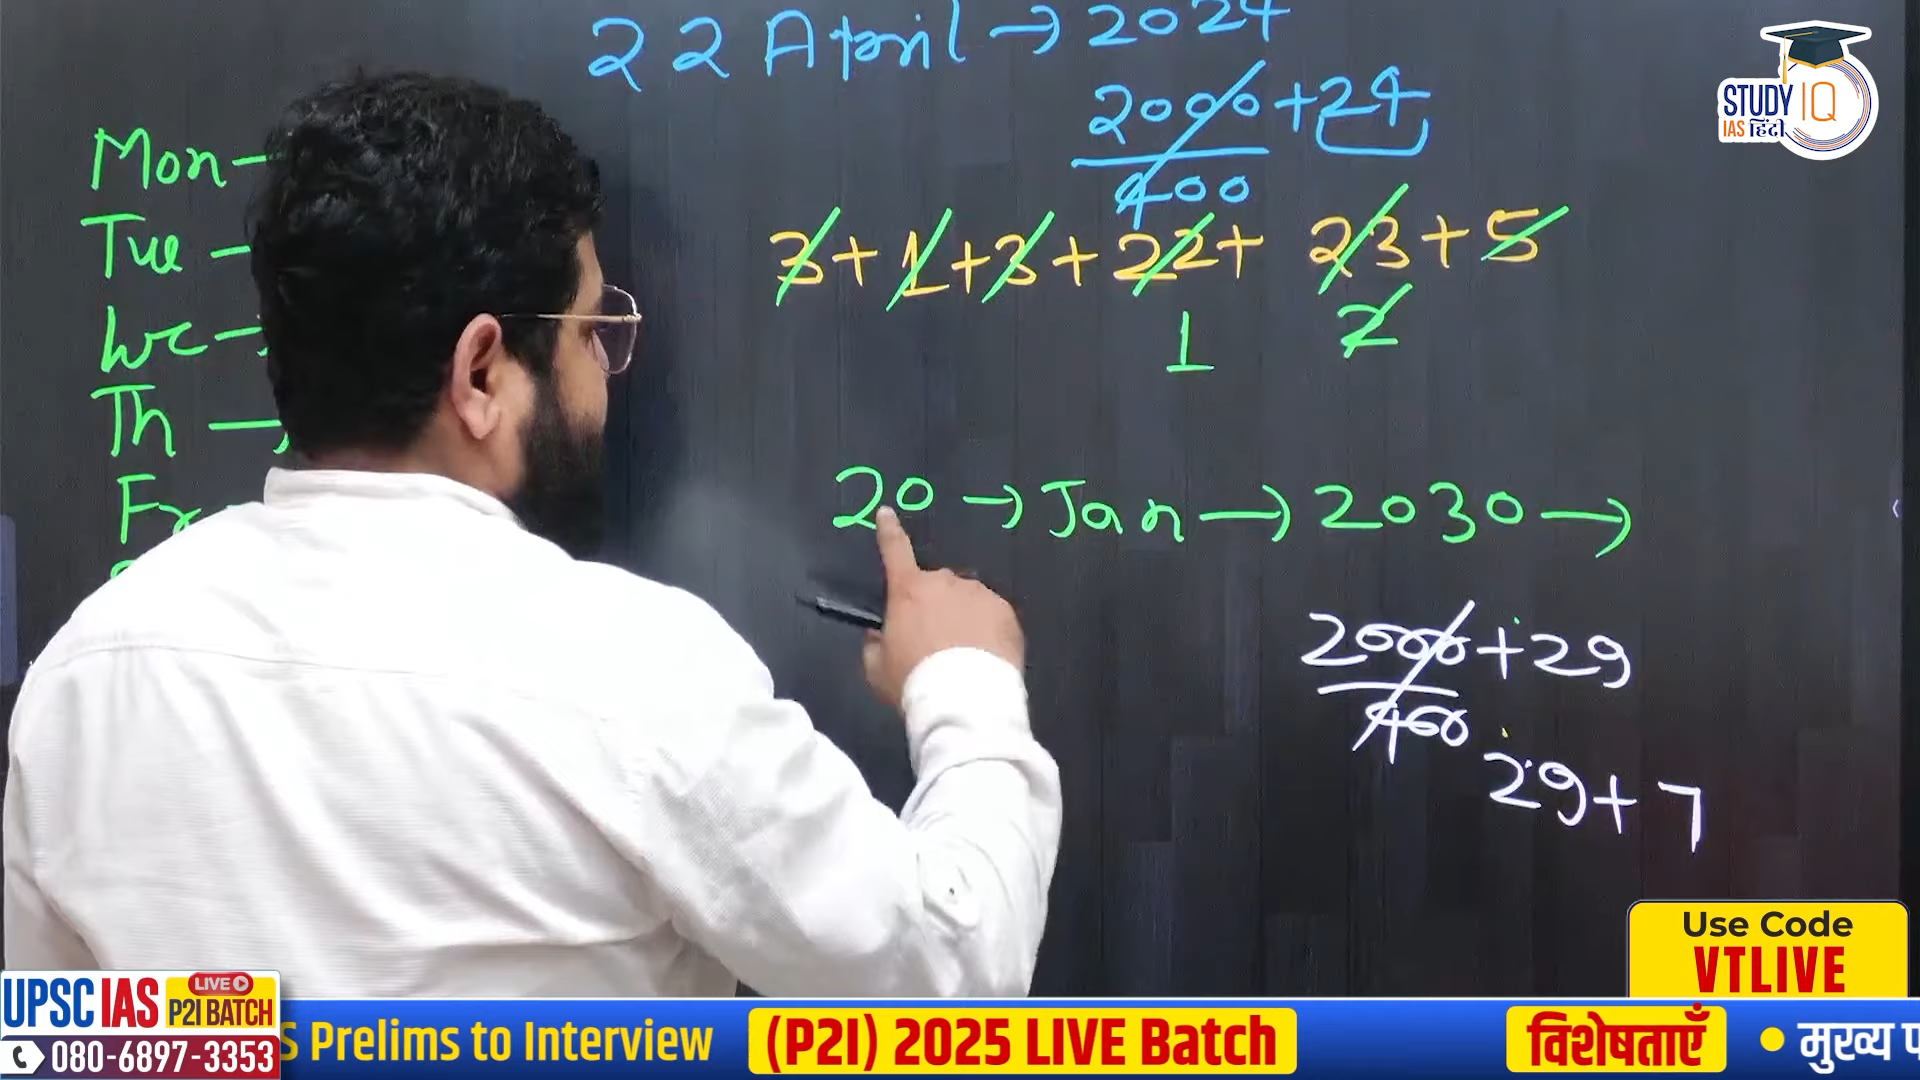 22 April → 2024
2000 + 24
400
3 + 1 + 3 + 22 + 23 + 5
1 2
Mon -
Tue -
We -
Th →
Fr
20 → Jan → 2030 →
2000 + 29
400
29 + 7
STUDY IQ
IAS हिंदी
Use Code
VTLIVE
UPSC IAS LIVE P2I BATCH
080-6897-3353
S Prelims to Interview (P2I) 2025 LIVE Batch विशेषताएँ • मुख्य